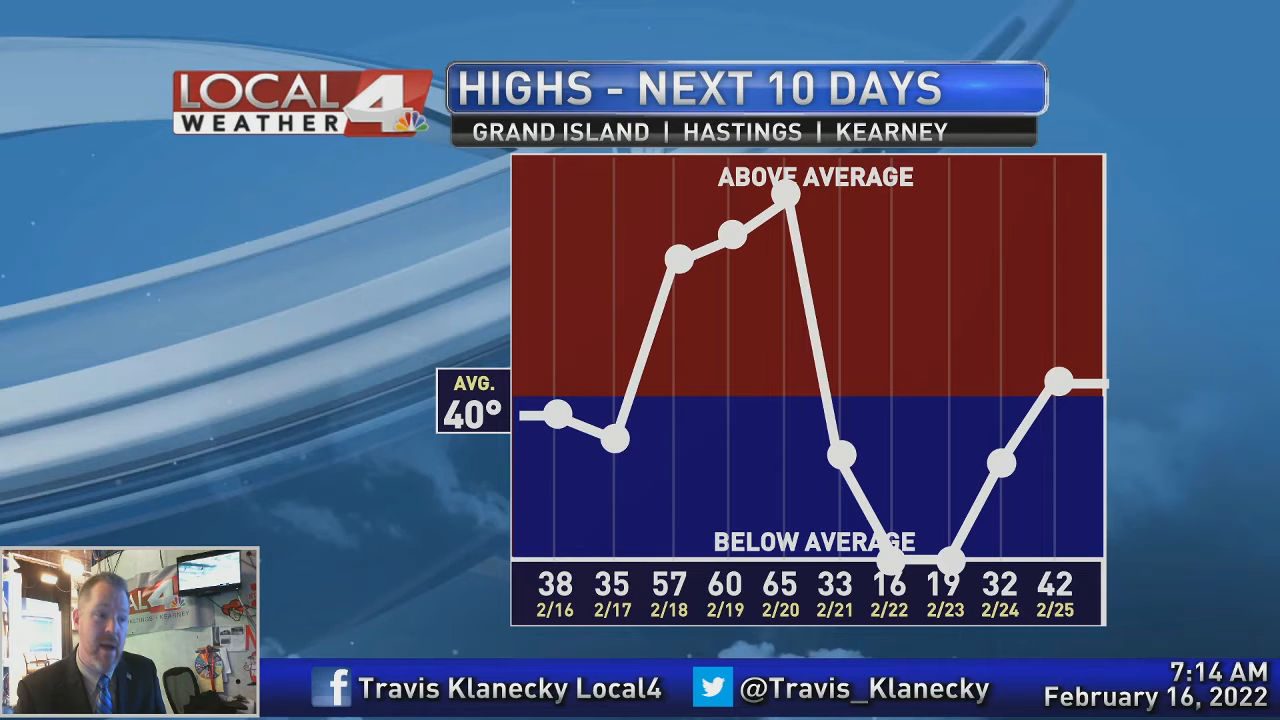 LOCAL 4
WEATHER
HIGHS - NEXT 10 DAYS
GRAND ISLAND | HASTINGS | KEARNEY
ABOVE AVERAGE
AVG.
40°
BELOW AVERAGE
38 35 57 60 65 33 16 19 32 42
2/16 2/17 2/18 2/19 2/20 2/21 2/22 2/23 2/24 2/25
Travis Klanecky Local4
@Travis_Klanecky
7:14 AM
February 16, 2022